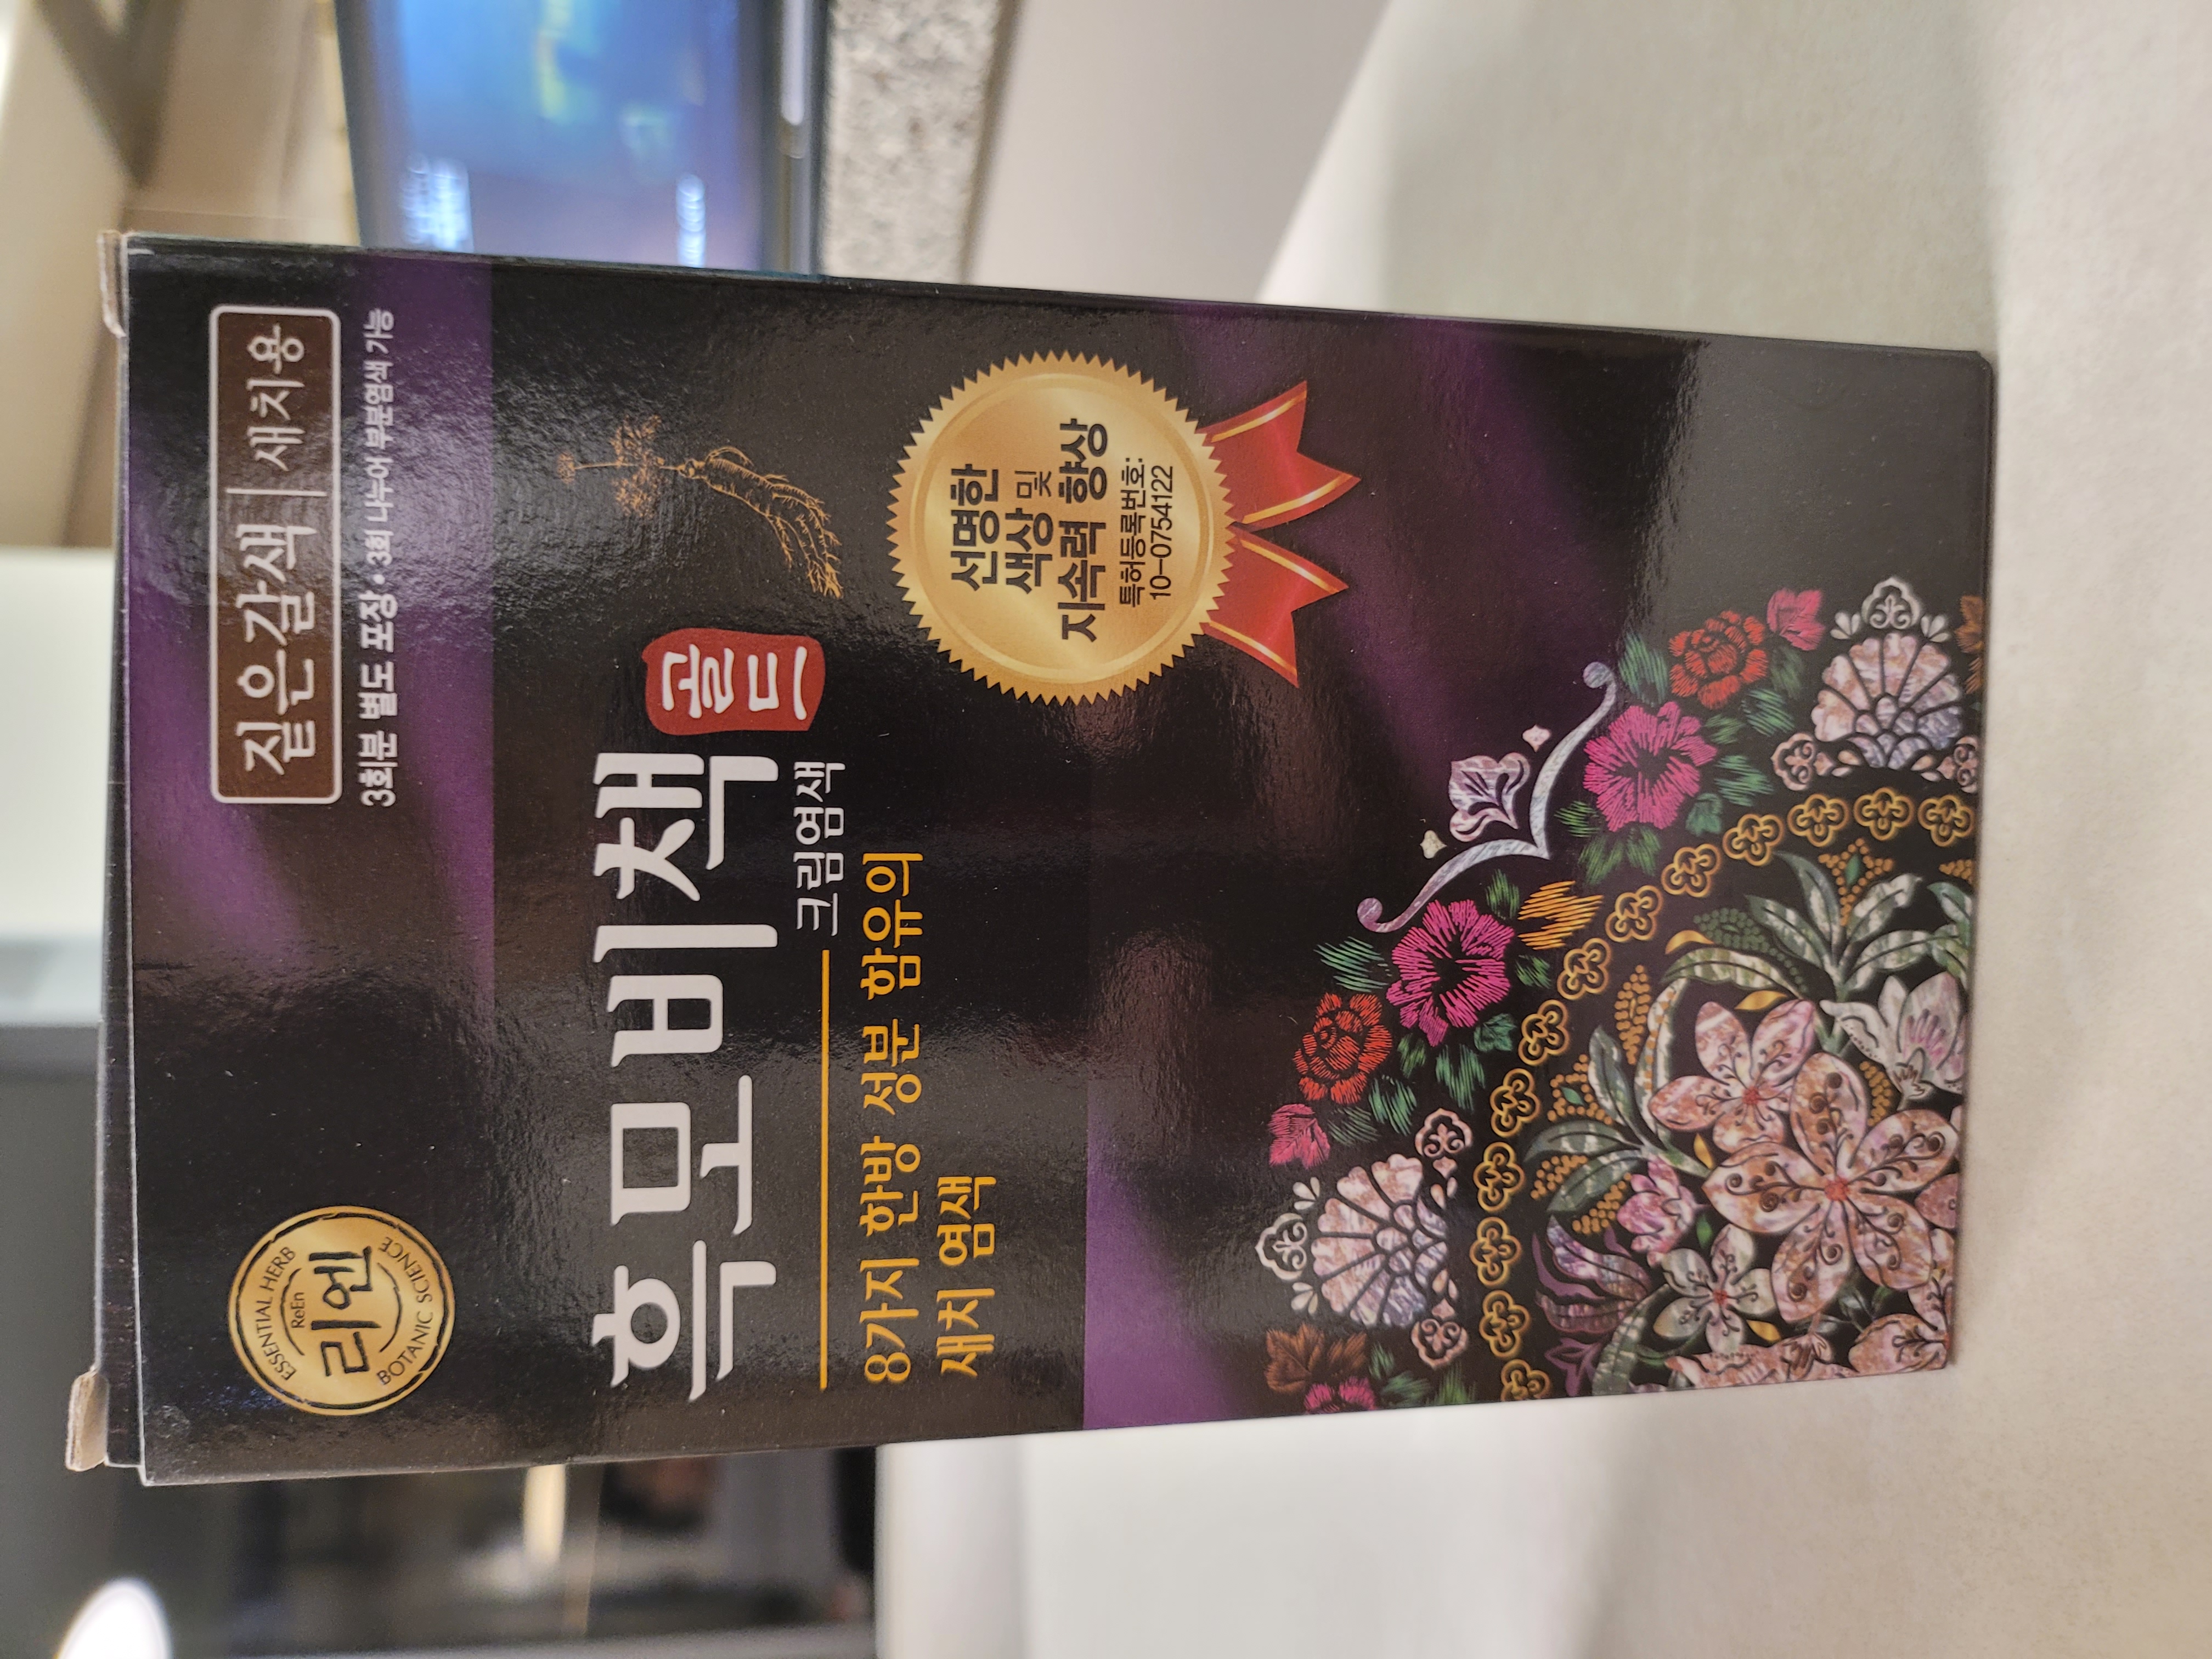 ESSENTIAL HERB
ReEn
리엔
BOTANIC SCIENCE
짙은갈색 | 새치용
3회분 별도 포장 • 3회 나누어 부분염색 가능
흑모비책 골드
크림염색
8가지 한방 성분 함유의
새치 염색
선명한
색상 및
지속력 향상
특허등록번호:
10-0754122